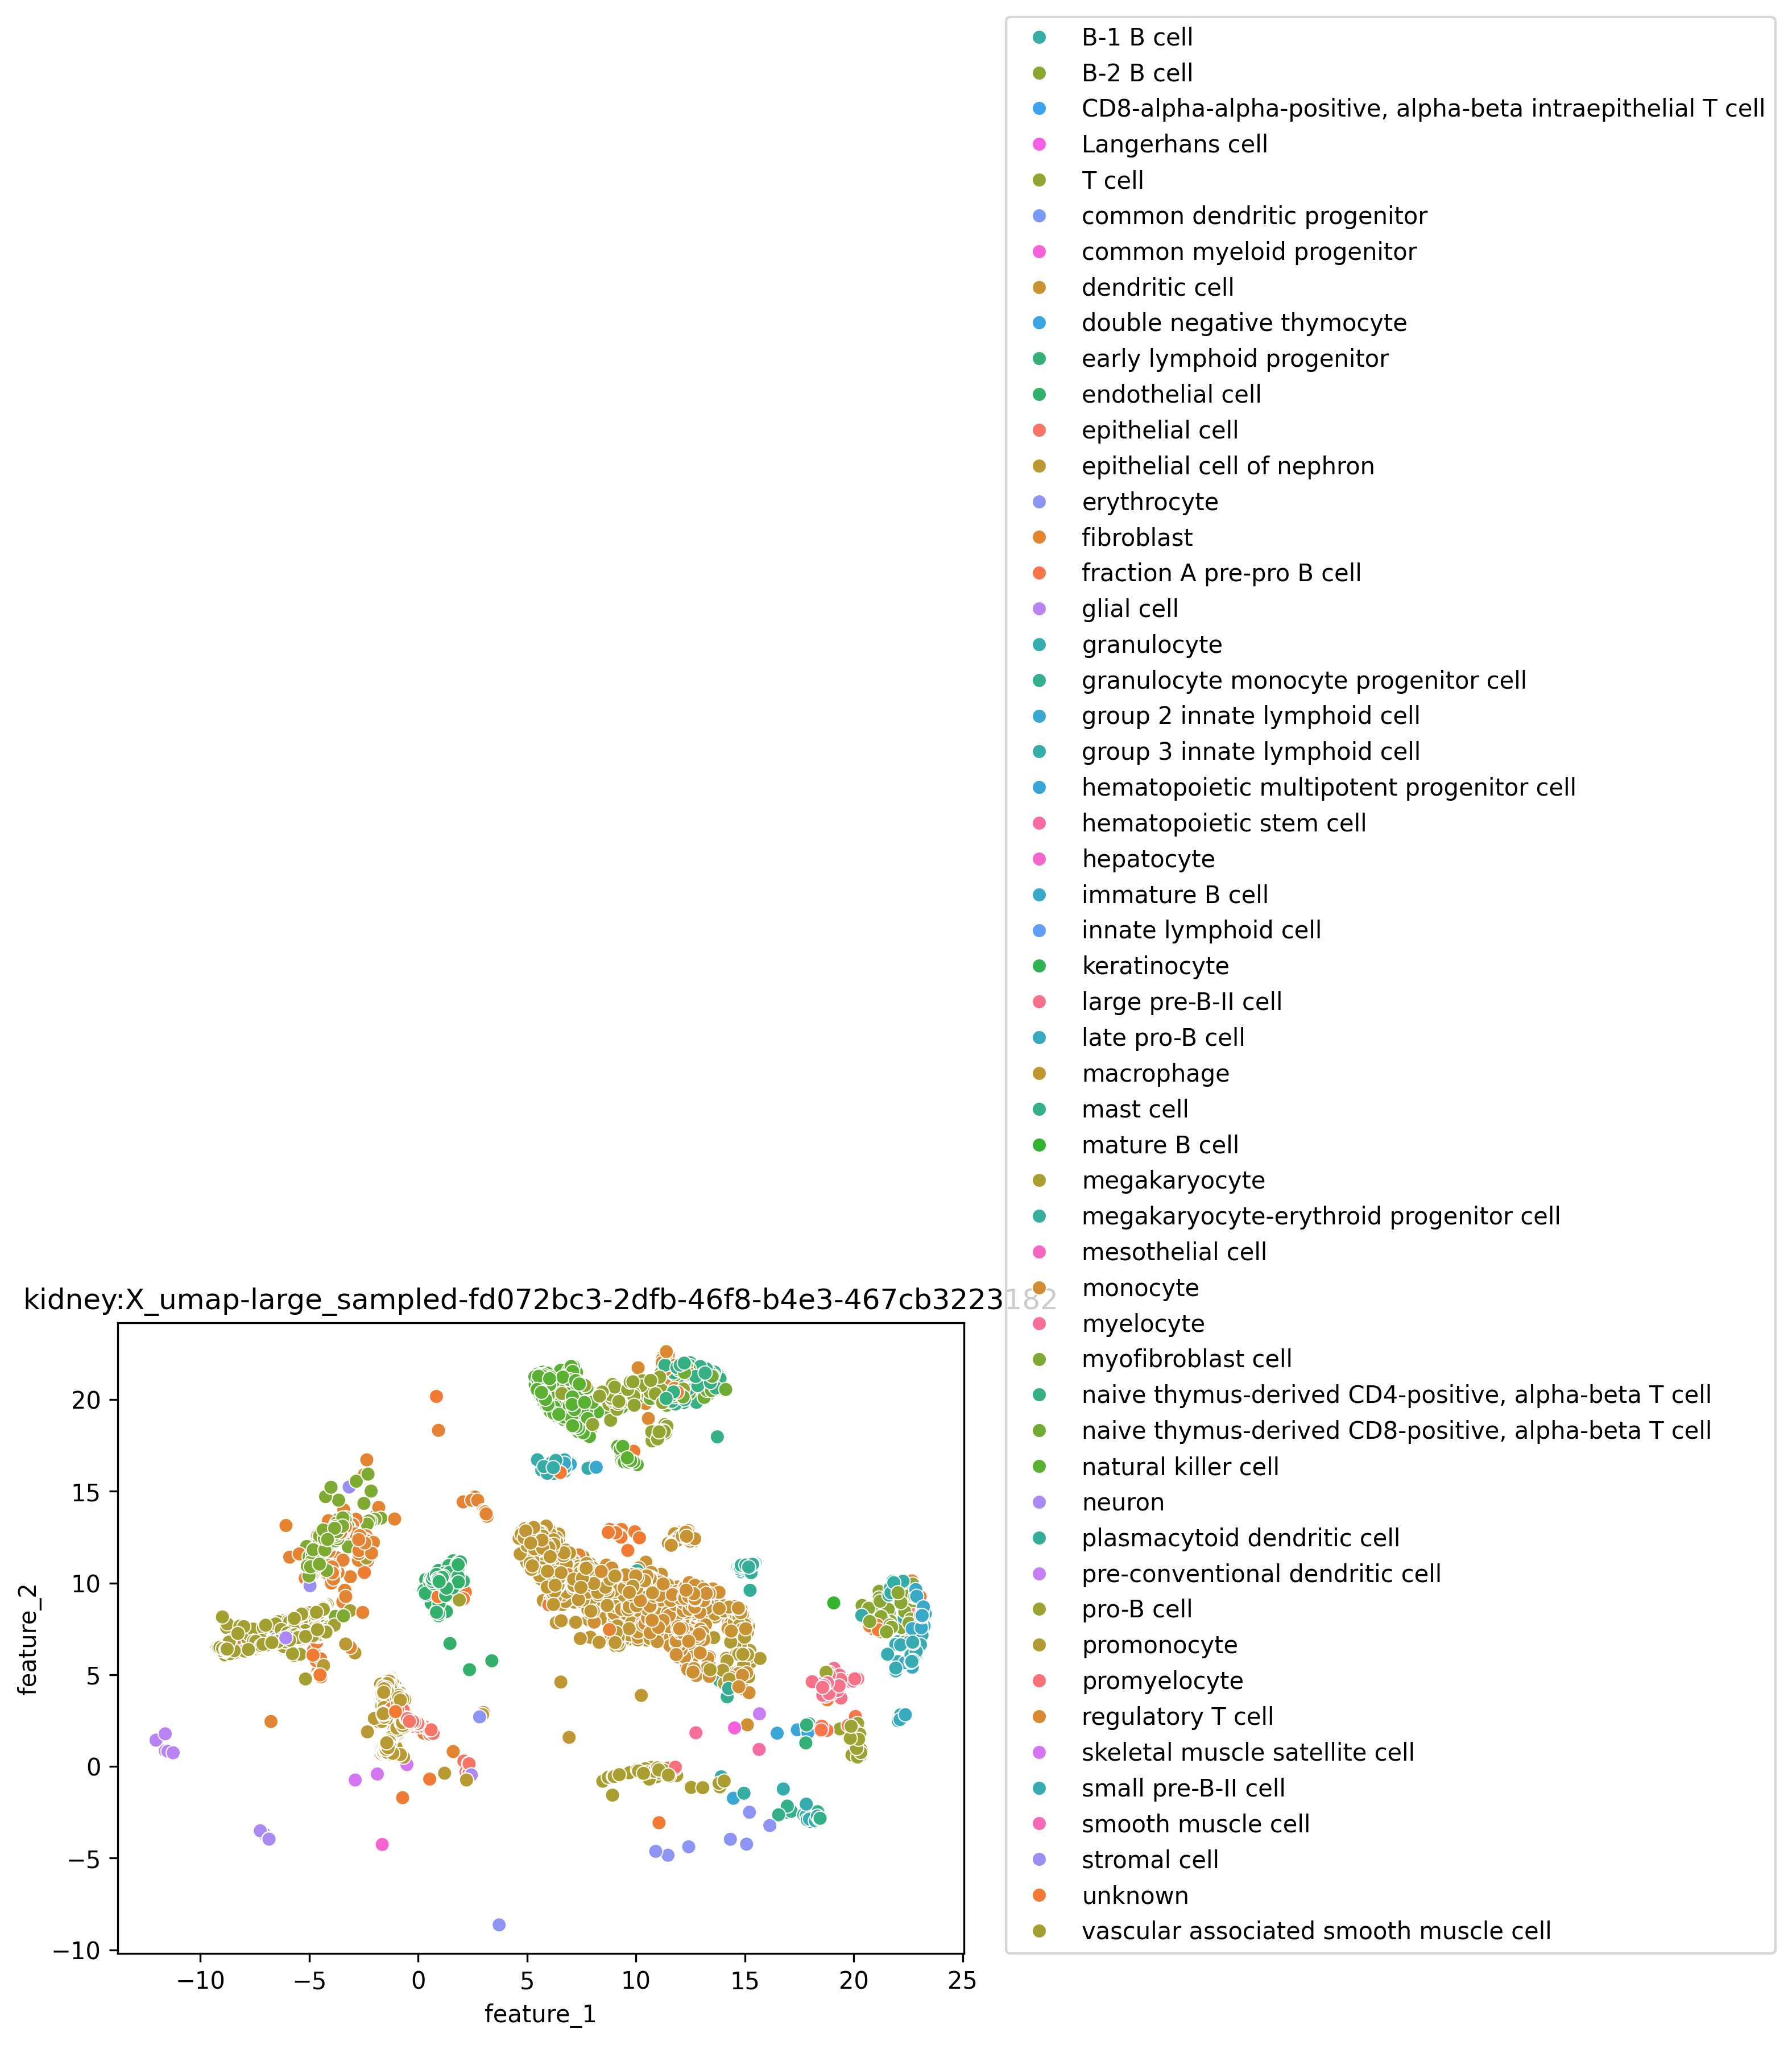 B-1 B cell
B-2 B cell
CD8-alpha-alpha-positive, alpha-beta intraepithelial T cell
Langerhans cell
T cell
common dendritic progenitor
common myeloid progenitor
dendritic cell
double negative thymocyte
early lymphoid progenitor
endothelial cell
epithelial cell
epithelial cell of nephron
erythrocyte
fibroblast
fraction A pre-pro B cell
glial cell
granulocyte
granulocyte monocyte progenitor cell
group 2 innate lymphoid cell
group 3 innate lymphoid cell
hematopoietic multipotent progenitor cell
hematopoietic stem cell
hepatocyte
immature B cell
innate lymphoid cell
keratinocyte
large pre-B-II cell
late pro-B cell
macrophage
mast cell
mature B cell
megakaryocyte
megakaryocyte-erythroid progenitor cell
mesothelial cell
monocyte
myelocyte
myofibroblast cell
naive thymus-derived CD4-positive, alpha-beta T cell
naive thymus-derived CD8-positive, alpha-beta T cell
natural killer cell
neuron
plasmacytoid dendritic cell
pre-conventional dendritic cell
pro-B cell
promonocyte
promyelocyte
regulatory T cell
skeletal muscle satellite cell
small pre-B-II cell
smooth muscle cell
stromal cell
unknown
vascular associated smooth muscle cell
kidney:X_umap-large_sampled-fd072bc3-2dfb-46f8-b4e3-467cb3223182
20
15
10
5
0
−5
−10
feature_2
−10 −5 0 5 10 15 20 25
feature_1